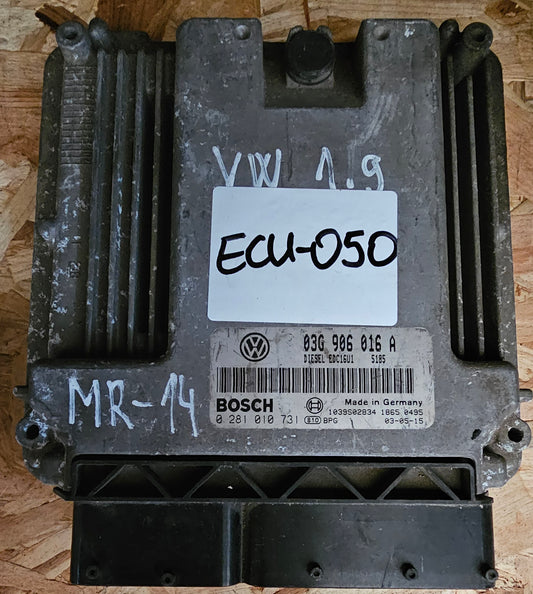 VW 1.9
ECU-050
03G 906 016 A
DIESEL EDC16U1 5185
BOSCH
Made in Germany
1039S02834 1865 0495
0 281 010 731 810 BPG 03-05-15
MR-14